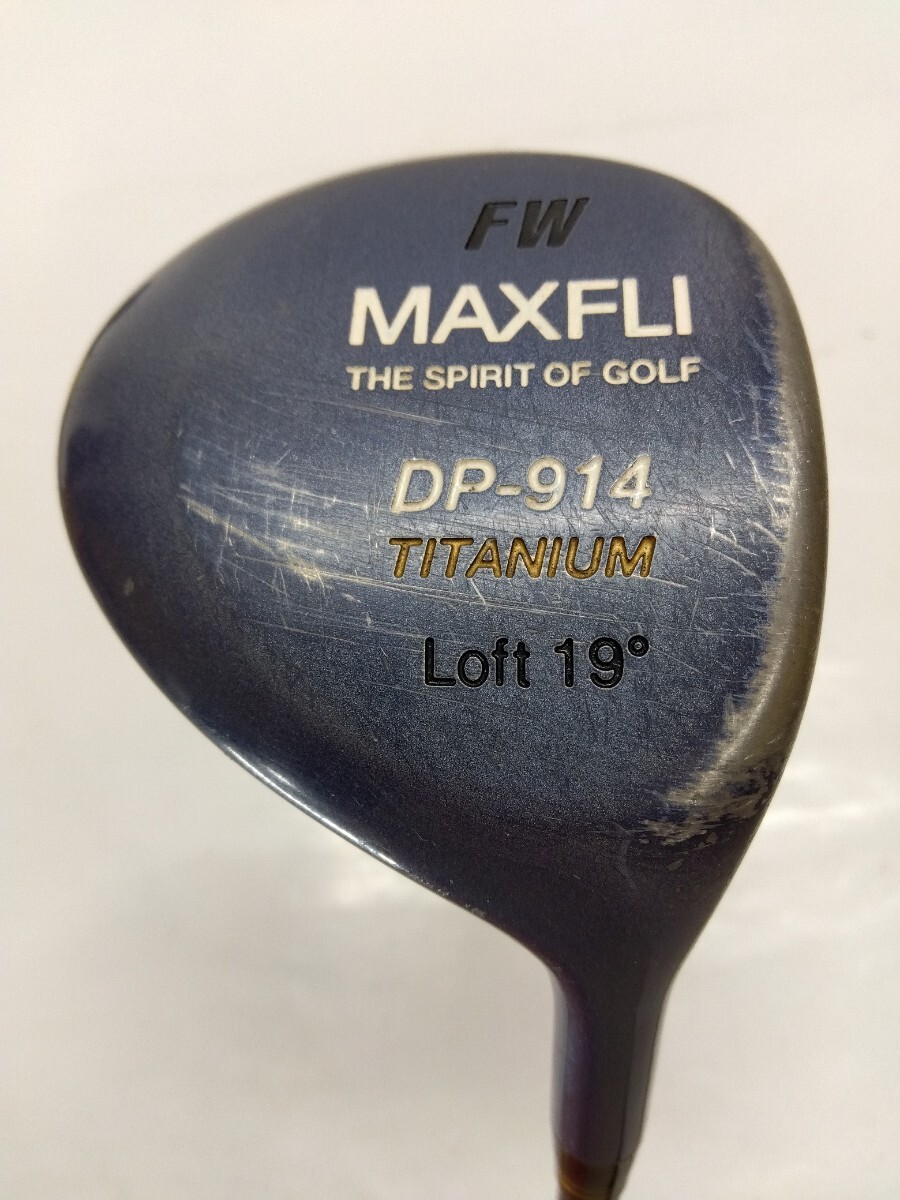 FW
MAXFLI
THE SPIRIT OF GOLF
DP-914
TITANIUM
Loft 19°